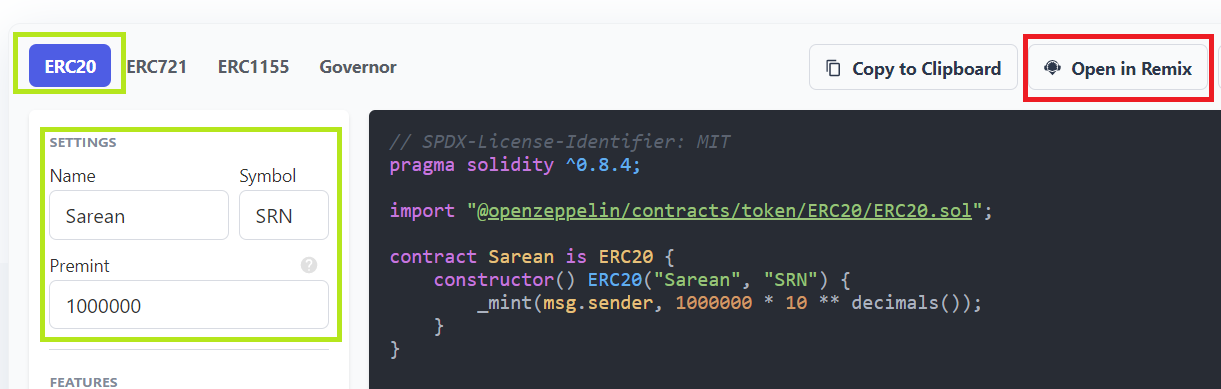 ERC20 ERC721 ERC1155 Governor Copy to Clipboard Open in Remix
SETTINGS
Name Symbol
Sarean SRN
Premint ?
1000000
FEATURES
// SPDX-License-Identifier: MIT
pragma solidity ^0.8.4;
import "@openzeppelin/contracts/token/ERC20/ERC20.sol";
contract Sarean is ERC20 {
    constructor() ERC20("Sarean", "SRN") {
        _mint(msg.sender, 1000000 * 10 ** decimals());
    }
}